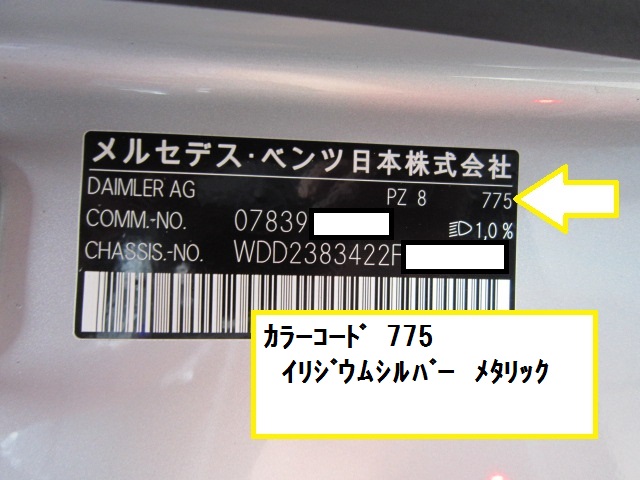 メルセデス・ベンツ日本株式会社
DAIMLER AG PZ 8 775
COMM.-NO. 07839
1,0 %
CHASSIS.-NO. WDD2383422F
ｶﾗｰｺｰﾄﾞ 775
ｲﾘｼﾞｳﾑｼﾙﾊﾞｰ ﾒﾀﾘｯｸ